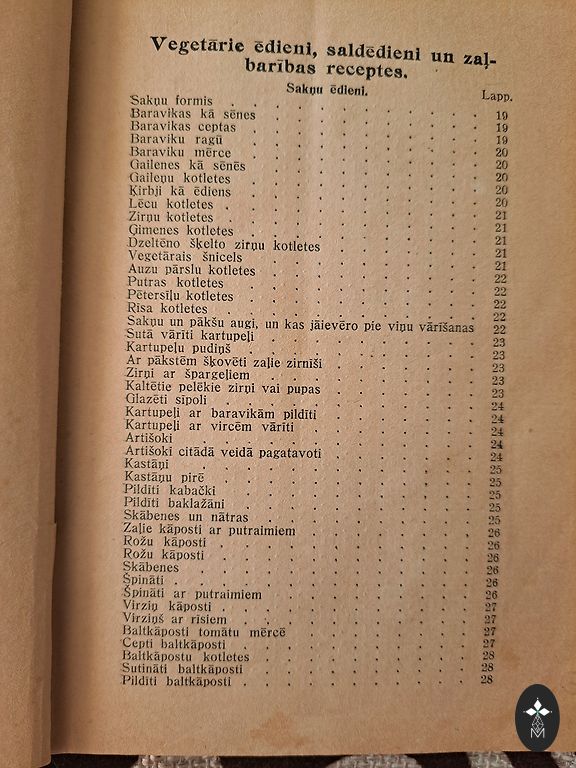 Vegetārie ēdieni, saldēdieni un zaļ-
barības receptes.
Sakņu ēdieni.
Lapp.
Sakņu formis . . . . . . . . . 19
Baravikas kā sēnes . . . . . . . . 19
Baravikas ceptas . . . . . . . . 19
Baraviku ragū . . . . . . . . 20
Baraviku mērce . . . . . . . . 20
Gailenes kā sēnēs . . . . . . . . 20
Gaileņu kotletes . . . . . . . . 20
Ķirbji kā ēdiens . . . . . . . . 20
Lēcu kotletes . . . . . . . . . 21
Zirņu kotletes . . . . . . . . . 21
Ģimenes kotletes . . . . . . . . 21
Dzeltēno šķelto zirņu kotletes . . . . . 21
Vegetārais šnicels . . . . . . . . 21
Auzu pārslu kotletes . . . . . . . . 22
Putras kotletes . . . . . . . . 22
Pētersīļu kotletes . . . . . . . . 22
Risa kotletes . . . . . . . . . 22
Sakņu un pākšu augi, un kas jāievēro pie viņu vārīšanas 22
Sutā vārīti kartupeļi . . . . . . . 23
Kartupeļu pudiņš . . . . . . . . 23
Ar pākstēm šķovēti zaļie zirnīši . . . . . 23
Zirņi ar špargeļiem . . . . . . . . 23
Kaltētie pelēkie zirņi vai pupas . . . . . 23
Glazēti sīpoli . . . . . . . . . 24
Kartupeļi ar baravikām pildīti . . . . . 24
Kartupeļi ar vircēm vārīti . . . . . . 24
Artišoki . . . . . . . . . . 24
Artišoki citādā veidā pagatavoti . . . . . 24
Kastāņi . . . . . . . . . . 25
Kastāņu pirē . . . . . . . . . 25
Pildīti kabački . . . . . . . . . 25
Pildīti baklažāni . . . . . . . . 25
Skābenes un nātras . . . . . . . . 25
Zaļie kāposti ar putraimiem . . . . . . 26
Rožu kāposti . . . . . . . . . 26
Rožu kāposti . . . . . . . . . 26
Skābenes . . . . . . . . . . 26
Špināti . . . . . . . . . . 26
Špināti ar putraimiem . . . . . . . 26
Virziņ kāposti . . . . . . . . . 27
Virziņš ar rīsiem . . . . . . . . 27
Baltkāposti tomātu mērcē . . . . . . 27
Cepti baltkāposti . . . . . . . . 27
Baltkāpostu kotletes . . . . . . . . 28
Sutināti baltkāposti . . . . . . . . 28
Pildīti baltkāposti . . . . . . . . 28